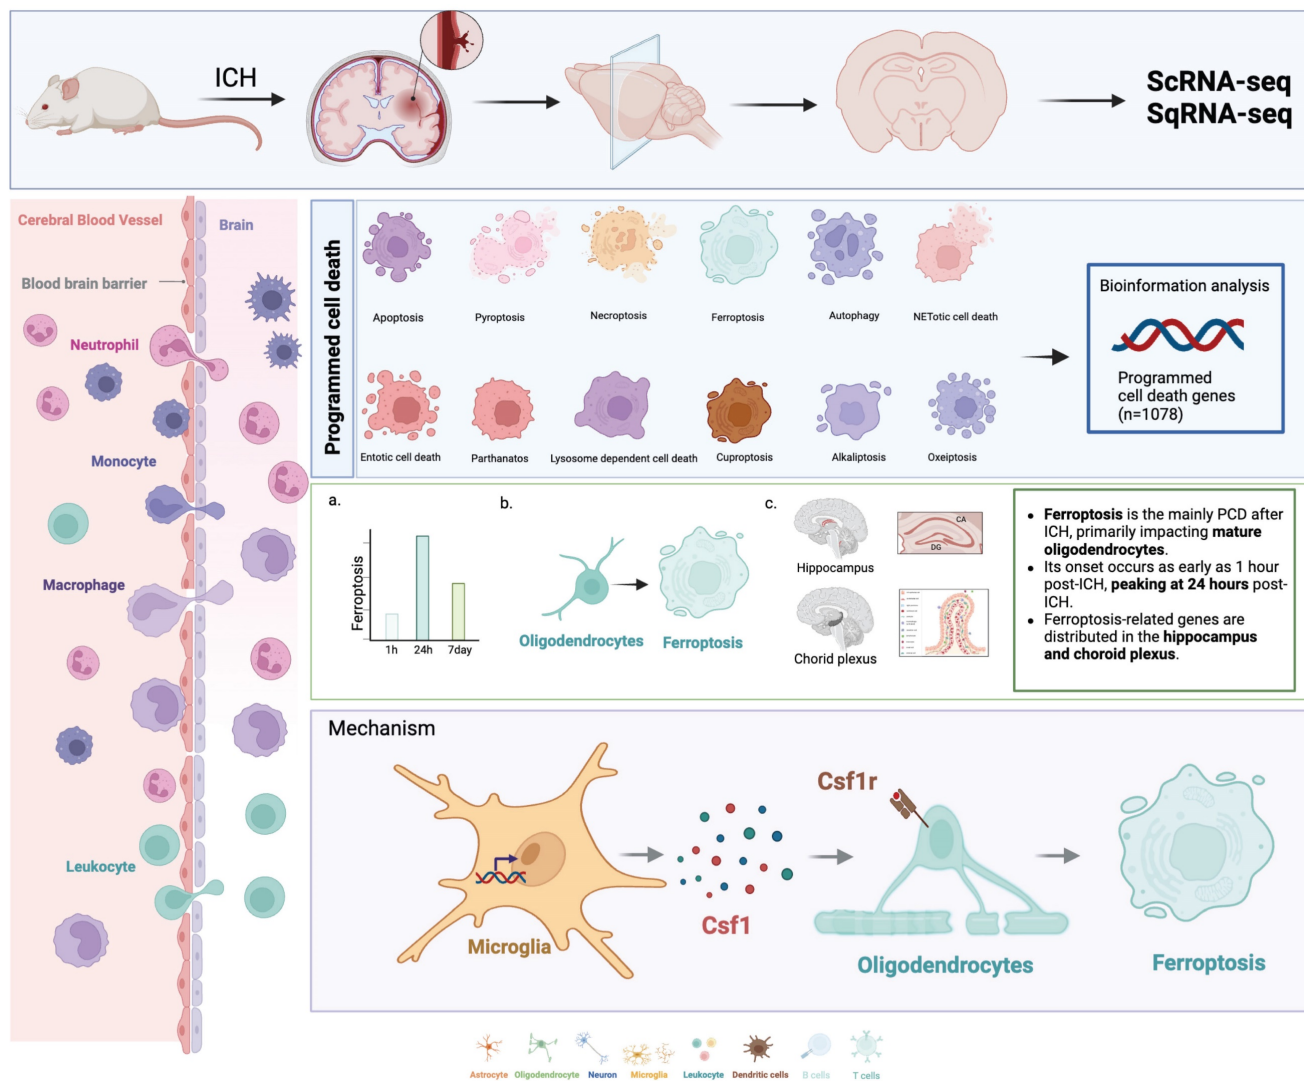 ICH
ScRNA-seq
SqRNA-seq
Cerebral Blood Vessel
Brain
Blood brain barrier
Neutrophil
Monocyte
Macrophage
Leukocyte
Programmed cell death
Apoptosis
Pyroptosis
Necroptosis
Ferroptosis
Autophagy
NETotic cell death
Entotic cell death
Parthanatos
Lysosome dependent cell death
Cuproptosis
Alkaliptosis
Oxeiptosis
Bioinformation analysis
Programmed
cell death genes
(n=1078)
a.
Ferroptosis
1h
24h
7day
b.
Oligodendrocytes
Ferroptosis
c.
Hippocampus
CA
DG
Chorid plexus
• Ferroptosis is the mainly PCD after
ICH, primarily impacting mature
oligodendrocytes.
• Its onset occurs as early as 1 hour
post-ICH, peaking at 24 hours post-
ICH.
• Ferroptosis-related genes are
distributed in the hippocampus
and choroid plexus.
Mechanism
Microglia
Csf1
Csf1r
Oligodendrocytes
Ferroptosis
Astrocyte
Oligodendrocyte
Neuron
Microglia
Leukocyte
Dendritic cells
B cells
T cells